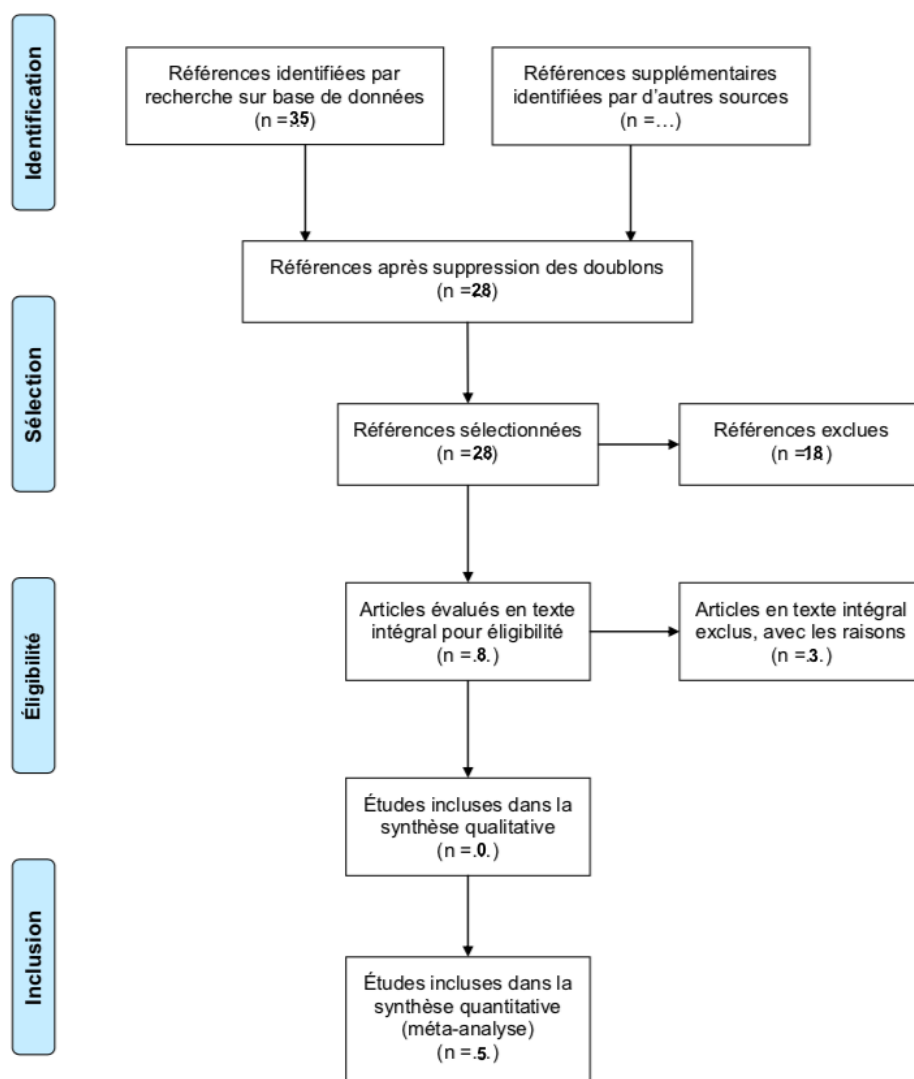 Identification
Références identifiées par
recherche sur base de données
(n =35)
Références supplémentaires
identifiées par d'autres sources
(n =…)
Références après suppression des doublons
(n =28)
Sélection
Références sélectionnées
(n =28)
Références exclues
(n =18)
Éligibilité
Articles évalués en texte
intégral pour éligibilité
(n =.8.)
Articles en texte intégral
exclus, avec les raisons
(n =.3.)
Études incluses dans la
synthèse qualitative
(n =.0.)
Inclusion
Études incluses dans la
synthèse quantitative
(méta-analyse)
(n =.5.)